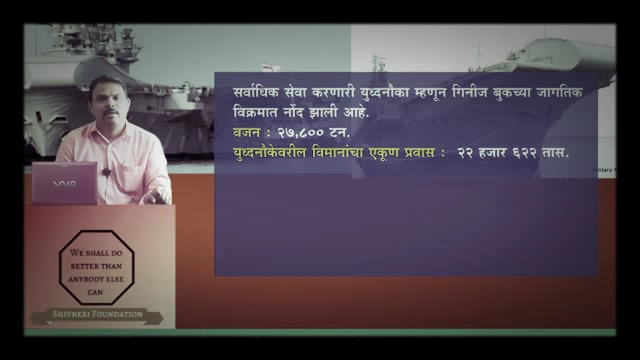 सर्वाधिक सेवा करणारी युध्दनौका म्हणून गिनीज बुकच्या जागतिक
विक्रमात नोंद झाली आहे.
वजन : २७,८०० टन.
युध्दनौकेवरील विमानांचा एकूण प्रवास : २२ हजार ६२२ तास.
VAIO
WE SHALL DO
BETTER THAN
ANYBODY ELSE
CAN
SHIVNERI FOUNDATION